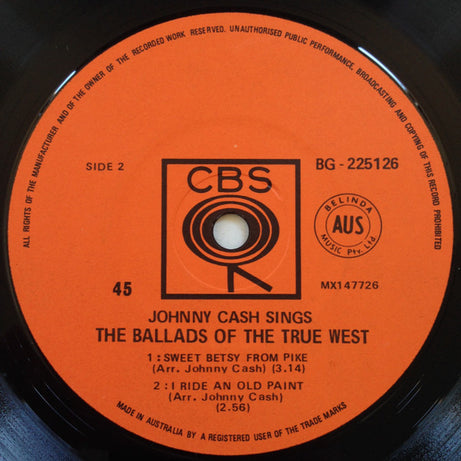 ALL RIGHTS OF THE MANUFACTURER AND OF THE OWNER OF THE RECORDED WORK RESERVED. UNAUTHORISED PUBLIC PERFORMANCE, BROADCASTING AND COPYING OF THIS RECORD PROHIBITED
SIDE 2
BG - 225126
CBS
BELINDA
AUS
MUSIC Pty. Ltd
45
MX147726
JOHNNY CASH SINGS
THE BALLADS OF THE TRUE WEST
1 : SWEET BETSY FROM PIKE
(Arr. Johnny Cash) (3.14)
2 : I RIDE AN OLD PAINT
(Arr. Johnny Cash)
(2.56)
MADE IN AUSTRALIA BY A REGISTERED USER OF THE TRADE MARKS